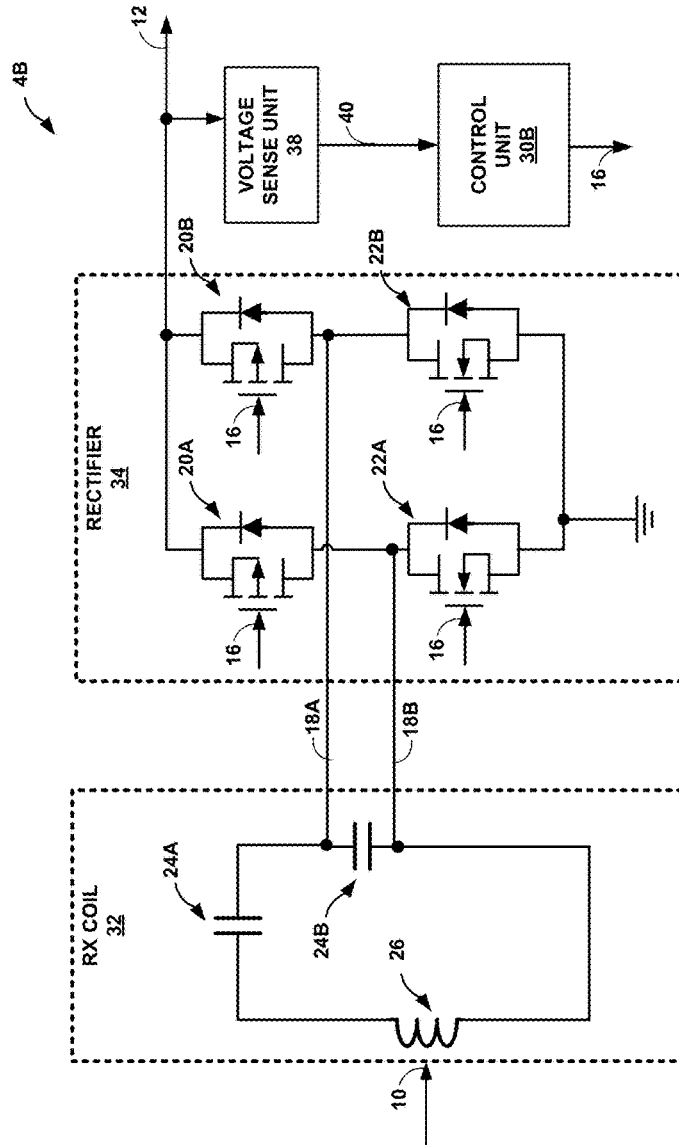 4B
12
VOLTAGE
SENSE UNIT
38
40
CONTROL
UNIT
30B
16
RECTIFIER
34
20A
20B
16
16
22A
22B
16
16
18A
18B
RX COIL
32
24A
24B
26
10